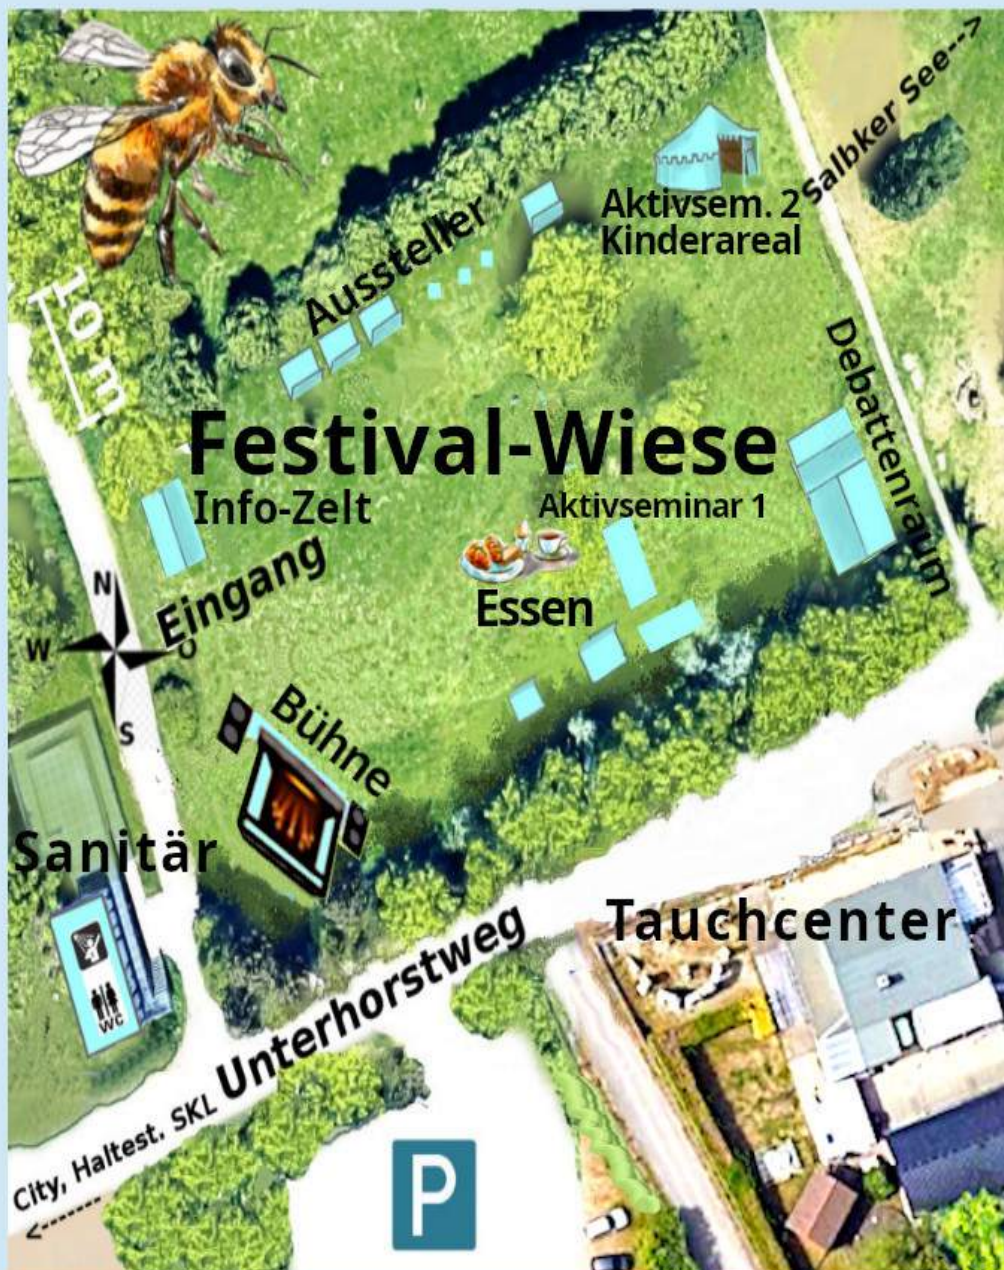 Salbker See-->
Aktivsem. 2
Kinderareal
Aussteller
10 m
Debattenraum
Festival-Wiese
Info-Zelt
Aktivseminar 1
Eingang
Essen
N
W
O
S
Bühne
Sanitär
WC
Tauchcenter
Unterhorstweg
City, Haltest. SKL
<------
P